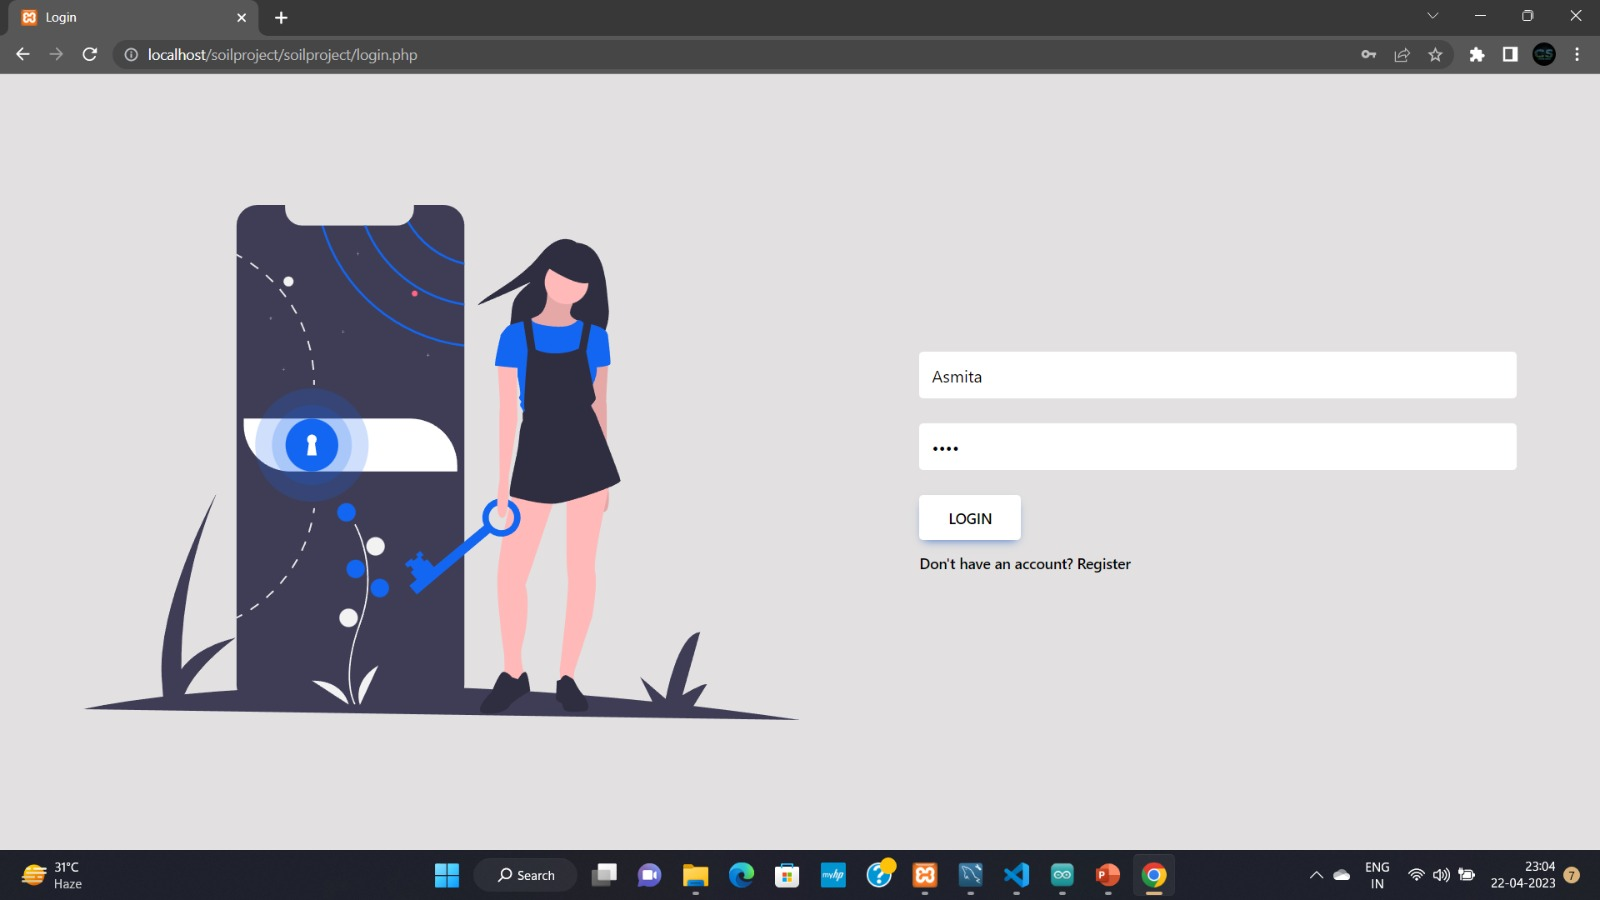 Login
localhost/soilproject/soilproject/login.php
Asmita
••••
LOGIN
Don't have an account? Register
31°C
Haze
Search
myhp
ENG
IN
23:04
22-04-2023
7